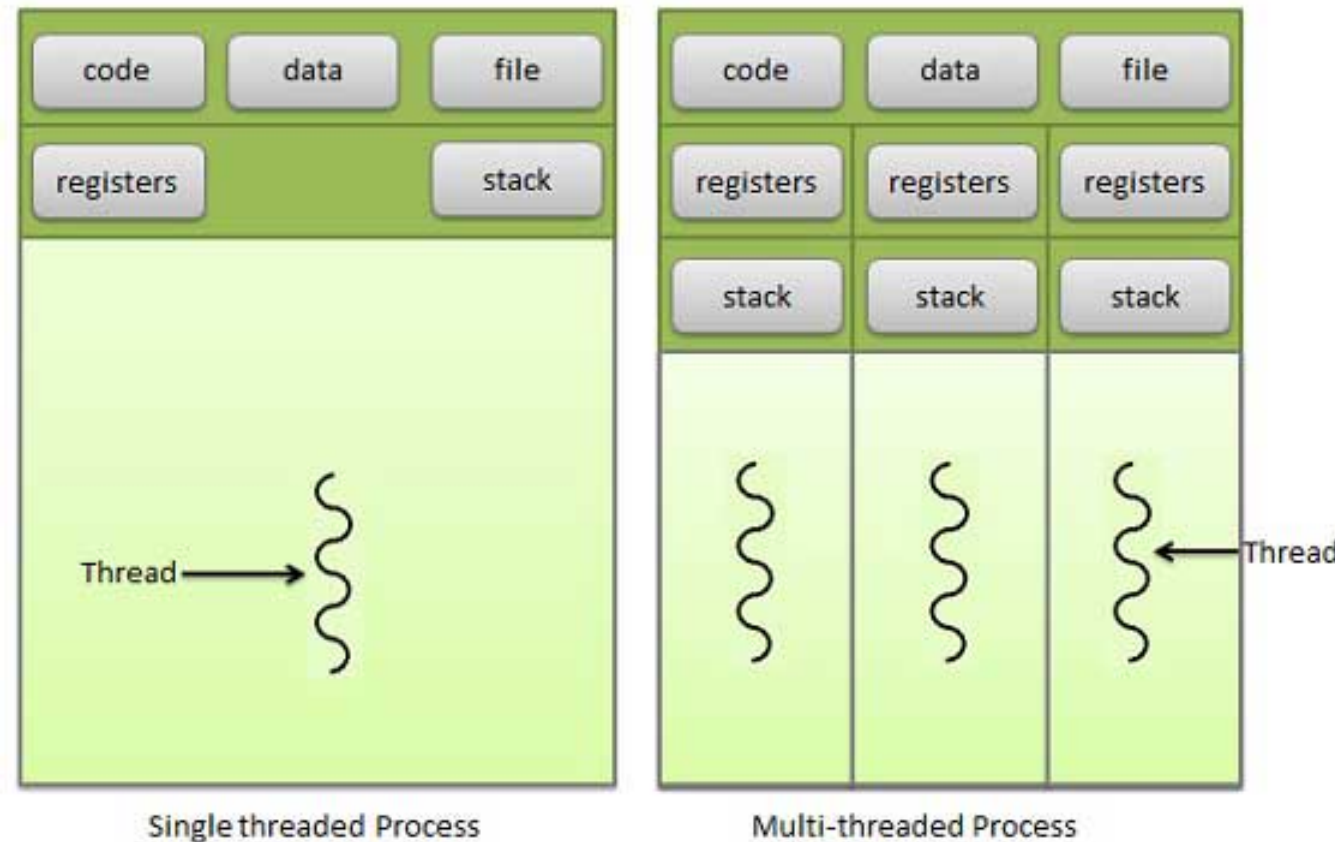 code data file
registers stack
Thread
Single threaded Process
code data file
registers registers registers
stack stack stack
Thread
Multi-threaded Process